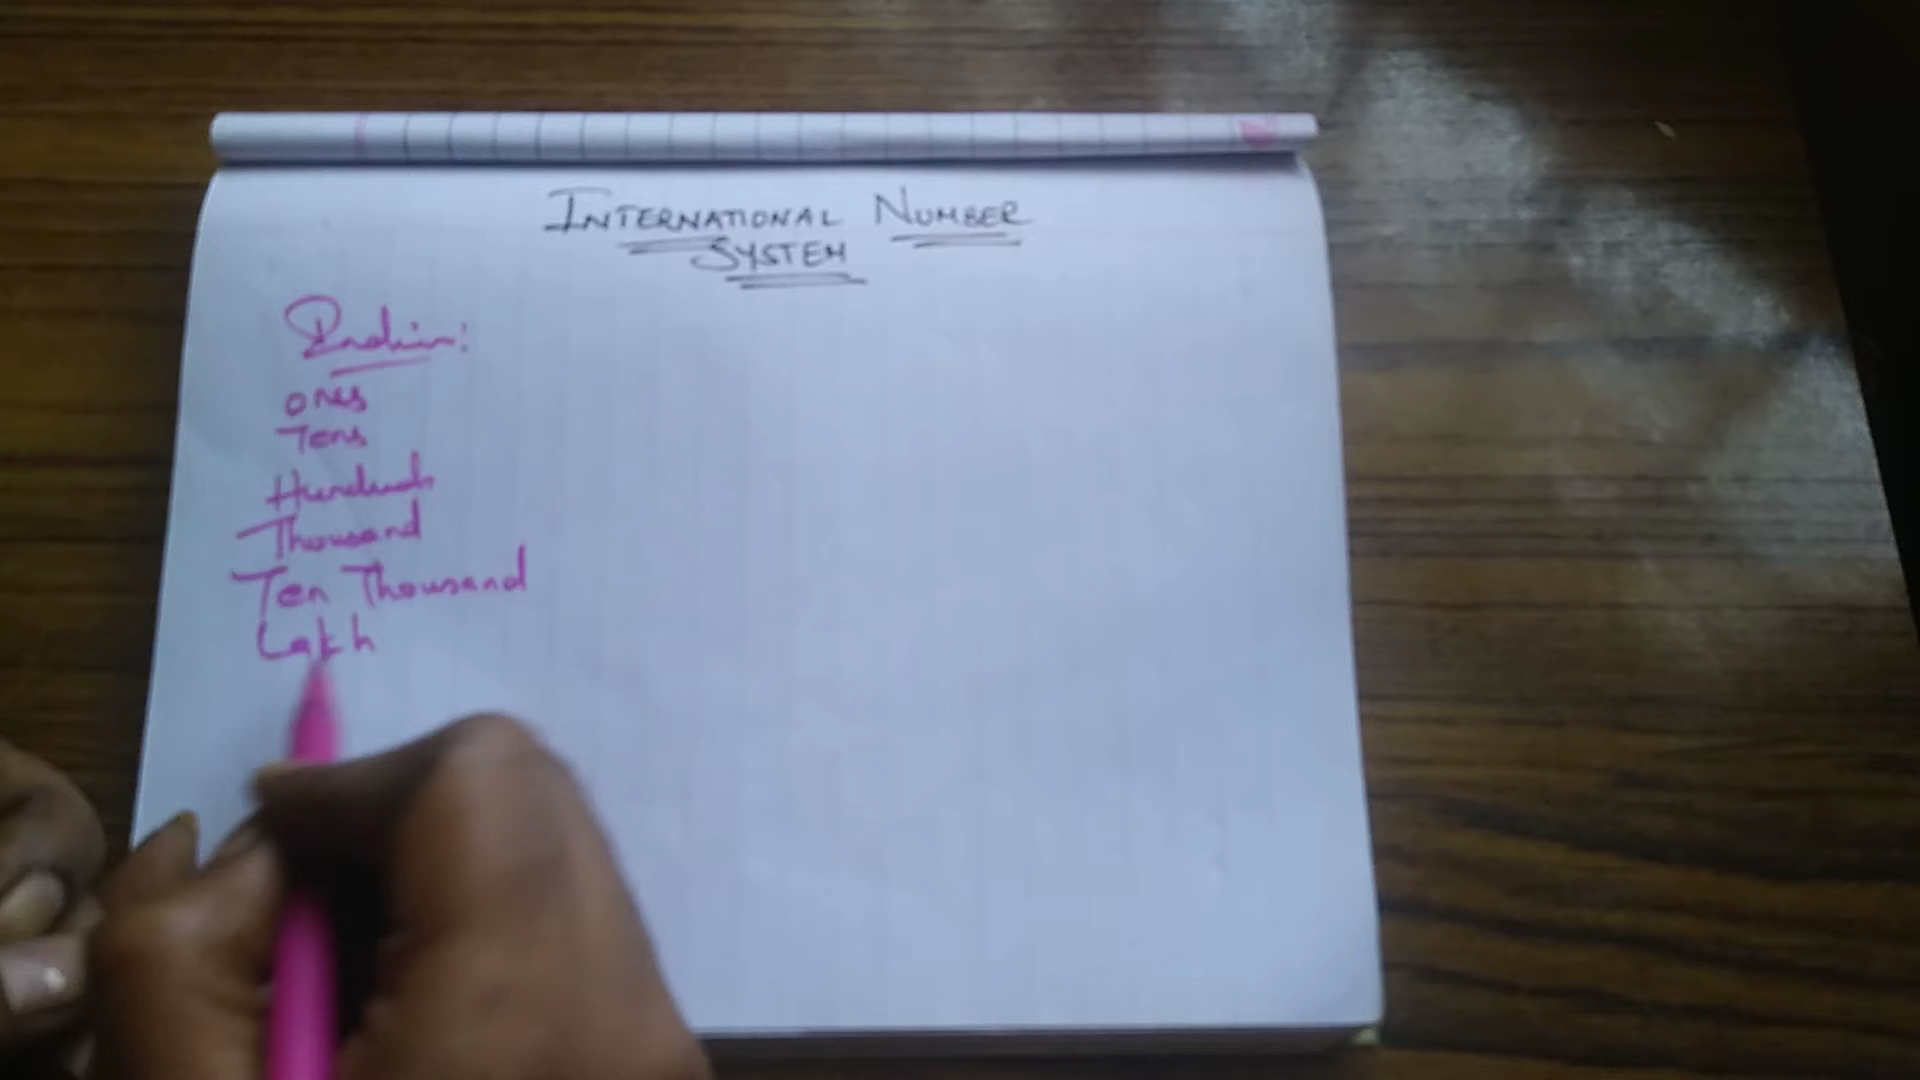 INTERNATIONAL NUMBER
SYSTEM
Indian:
ones
Tens
Hundreds
Thousand
Ten Thousand
Lakh